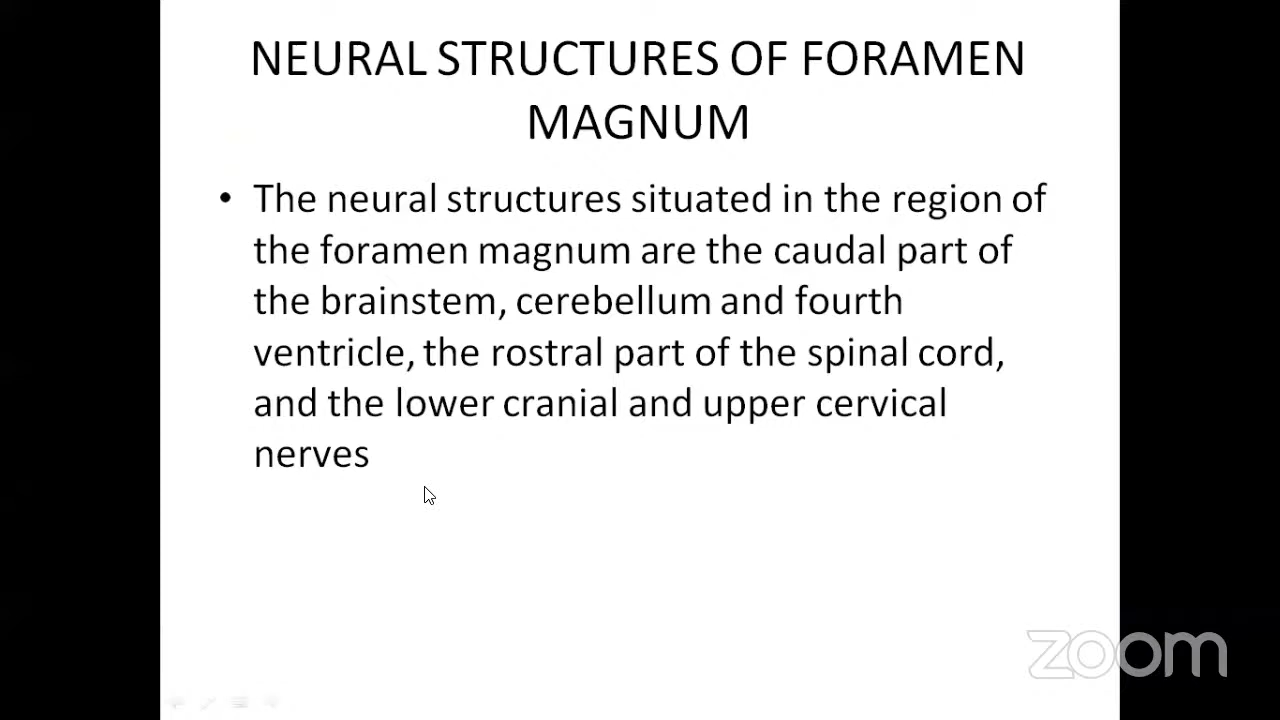 NEURAL STRUCTURES OF FORAMEN
MAGNUM
• The neural structures situated in the region of
the foramen magnum are the caudal part of
the brainstem, cerebellum and fourth
ventricle, the rostral part of the spinal cord,
and the lower cranial and upper cervical
nerves
zoom